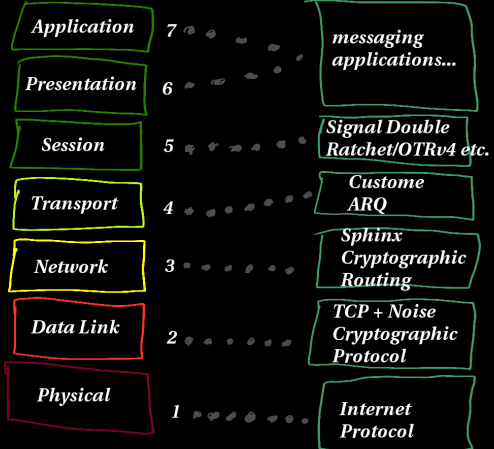 Application 7
messaging
applications...
Presentation 6
Session 5
Signal Double
Ratchet/OTRv4 etc.
Transport 4
Custome
ARQ
Network 3
Sphinx
Cryptographic
Routing
Data Link 2
TCP + Noise
Cryptographic
Protocol
Physical 1
Internet
Protocol